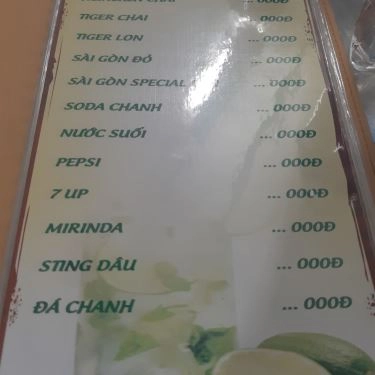 ... 000Đ
TIGER CHAI ... 000Đ
TIGER LON ... 000Đ
SÀI GÒN ĐỎ ... 000Đ
SÀI GÒN SPECIAL ... 000Đ
SODA CHANH ... 000Đ
NƯỚC SUỐI ... 000Đ
PEPSI ... 000Đ
7 UP ... 000Đ
MIRINDA ... 000Đ
STING DÂU ... 000Đ
ĐÁ CHANH ... 000Đ